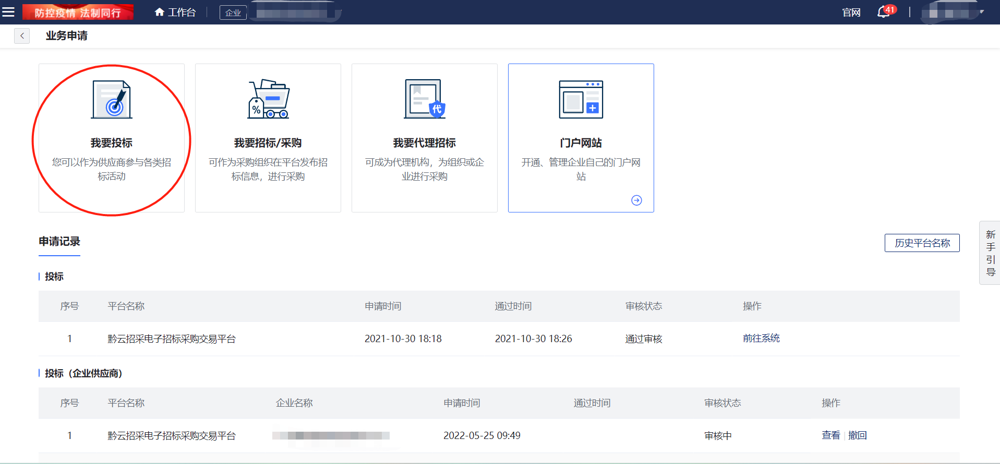 防控疫情 法制同行
工作台
企业
官网
41
业务申请
代
%
我要投标
您可以作为供应商参与各类招
标活动
我要招标/采购
可作为采购组织在平台发布招
标信息，进行采购
我要代理招标
可成为代理机构，为组织或企
业进行采购
门户网站
开通、管理企业自己的门户网
站
申请记录
历史平台名称
新手引导
投标
序号 平台名称 申请时间 通过时间 审核状态 操作
1 黔云招采电子招标采购交易平台 2021-10-30 18:18 2021-10-30 18:26 通过审核 前往系统
投标（企业供应商）
序号 平台名称 企业名称 申请时间 通过时间 审核状态 操作
1 黔云招采电子招标采购交易平台 2022-05-25 09:49 审核中 查看 | 撤回